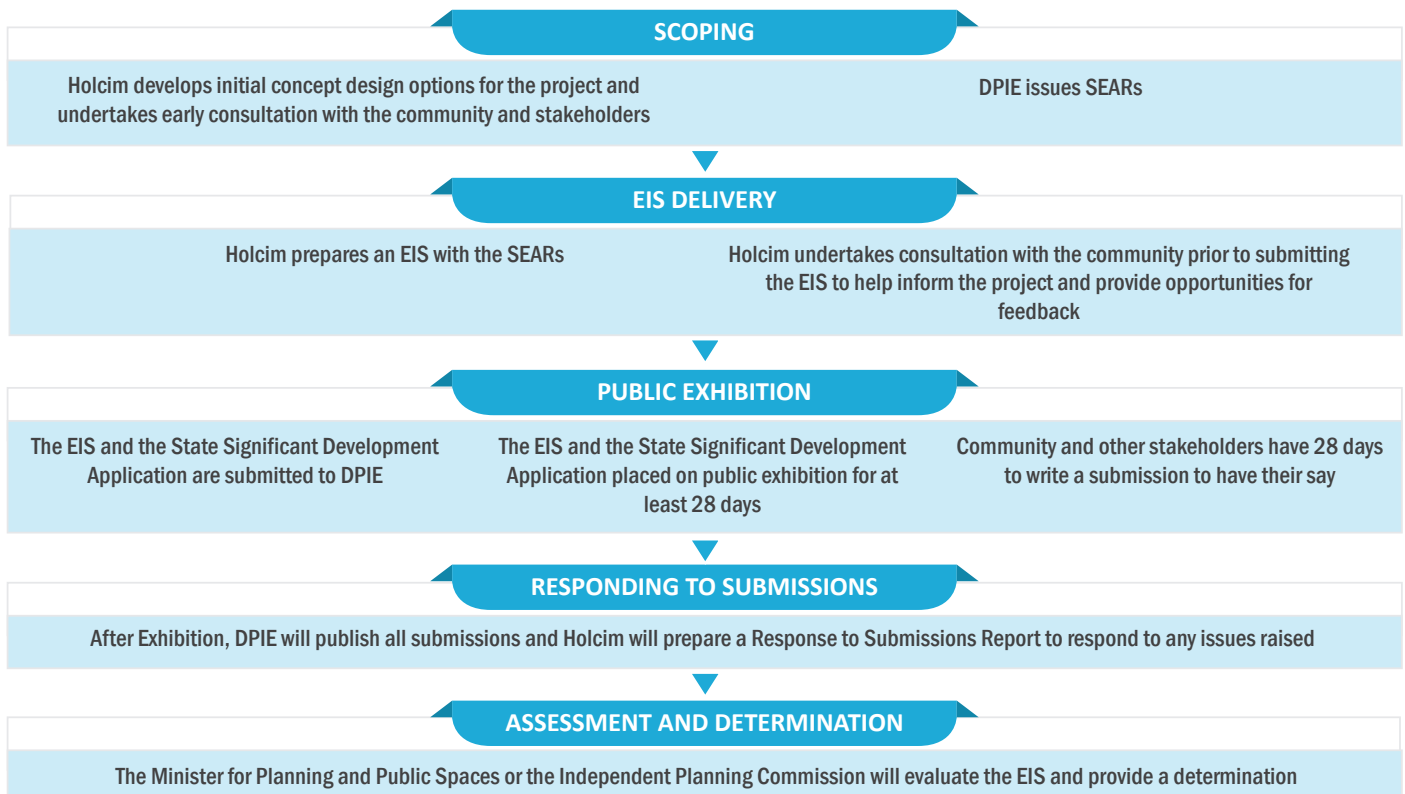 SCOPING
Holcim develops initial concept design options for the project and
undertakes early consultation with the community and stakeholders
DPIE issues SEARs
EIS DELIVERY
Holcim prepares an EIS with the SEARs
Holcim undertakes consultation with the community prior to submitting
the EIS to help inform the project and provide opportunities for
feedback
PUBLIC EXHIBITION
The EIS and the State Significant Development
Application are submitted to DPIE
The EIS and the State Significant Development
Application placed on public exhibition for at
least 28 days
Community and other stakeholders have 28 days
to write a submission to have their say
RESPONDING TO SUBMISSIONS
After Exhibition, DPIE will publish all submissions and Holcim will prepare a Response to Submissions Report to respond to any issues raised
ASSESSMENT AND DETERMINATION
The Minister for Planning and Public Spaces or the Independent Planning Commission will evaluate the EIS and provide a determination